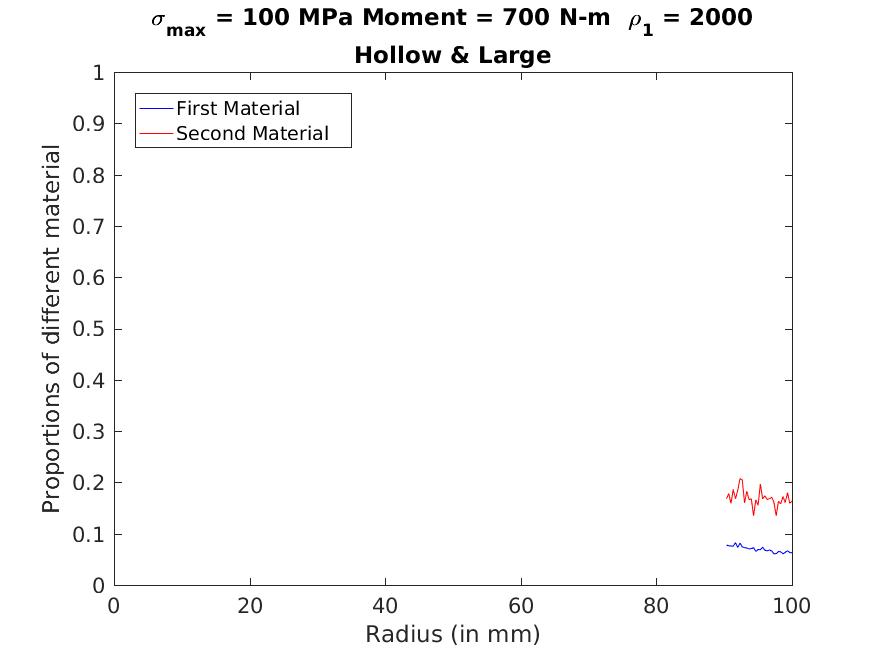 σmax = 100 MPa Moment = 700 N-m ρ1 = 2000
Hollow & Large
1
0.9
0.8
0.7
0.6
0.5
0.4
0.3
0.2
0.1
0
First Material
Second Material
Proportions of different material
0 20 40 60 80 100
Radius (in mm)